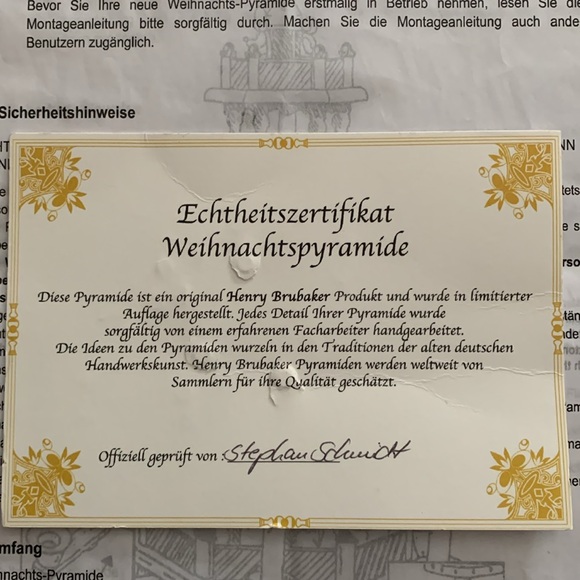 Bevor Sie Ihre neue Weihnachts-Pyramide erstmalig in Betrieb nehmen, lesen Sie die
Montageanleitung bitte sorgfältig durch. Machen Sie die Montageanleitung auch ande
Benutzern zugänglich.
Sicherheitshinweise
Echtheitszertifikat
Weihnachtspyramide
Diese Pyramide ist ein original Henry Brubaker Produkt und wurde in limitierter
Auflage hergestellt. Jedes Detail Ihrer Pyramide wurde
sorgfältig von einem erfahrenen Facharbeiter handgearbeitet.
Die Ideen zu den Pyramiden wurzeln in den Traditionen der alten deutschen
Handwerkskunst. Henry Brubaker Pyramiden werden weltweit von
Sammlern für ihre Qualität geschätzt.
Offiziell geprüft von : Stephan Schmidt
mfang
hnachts-Pyramide